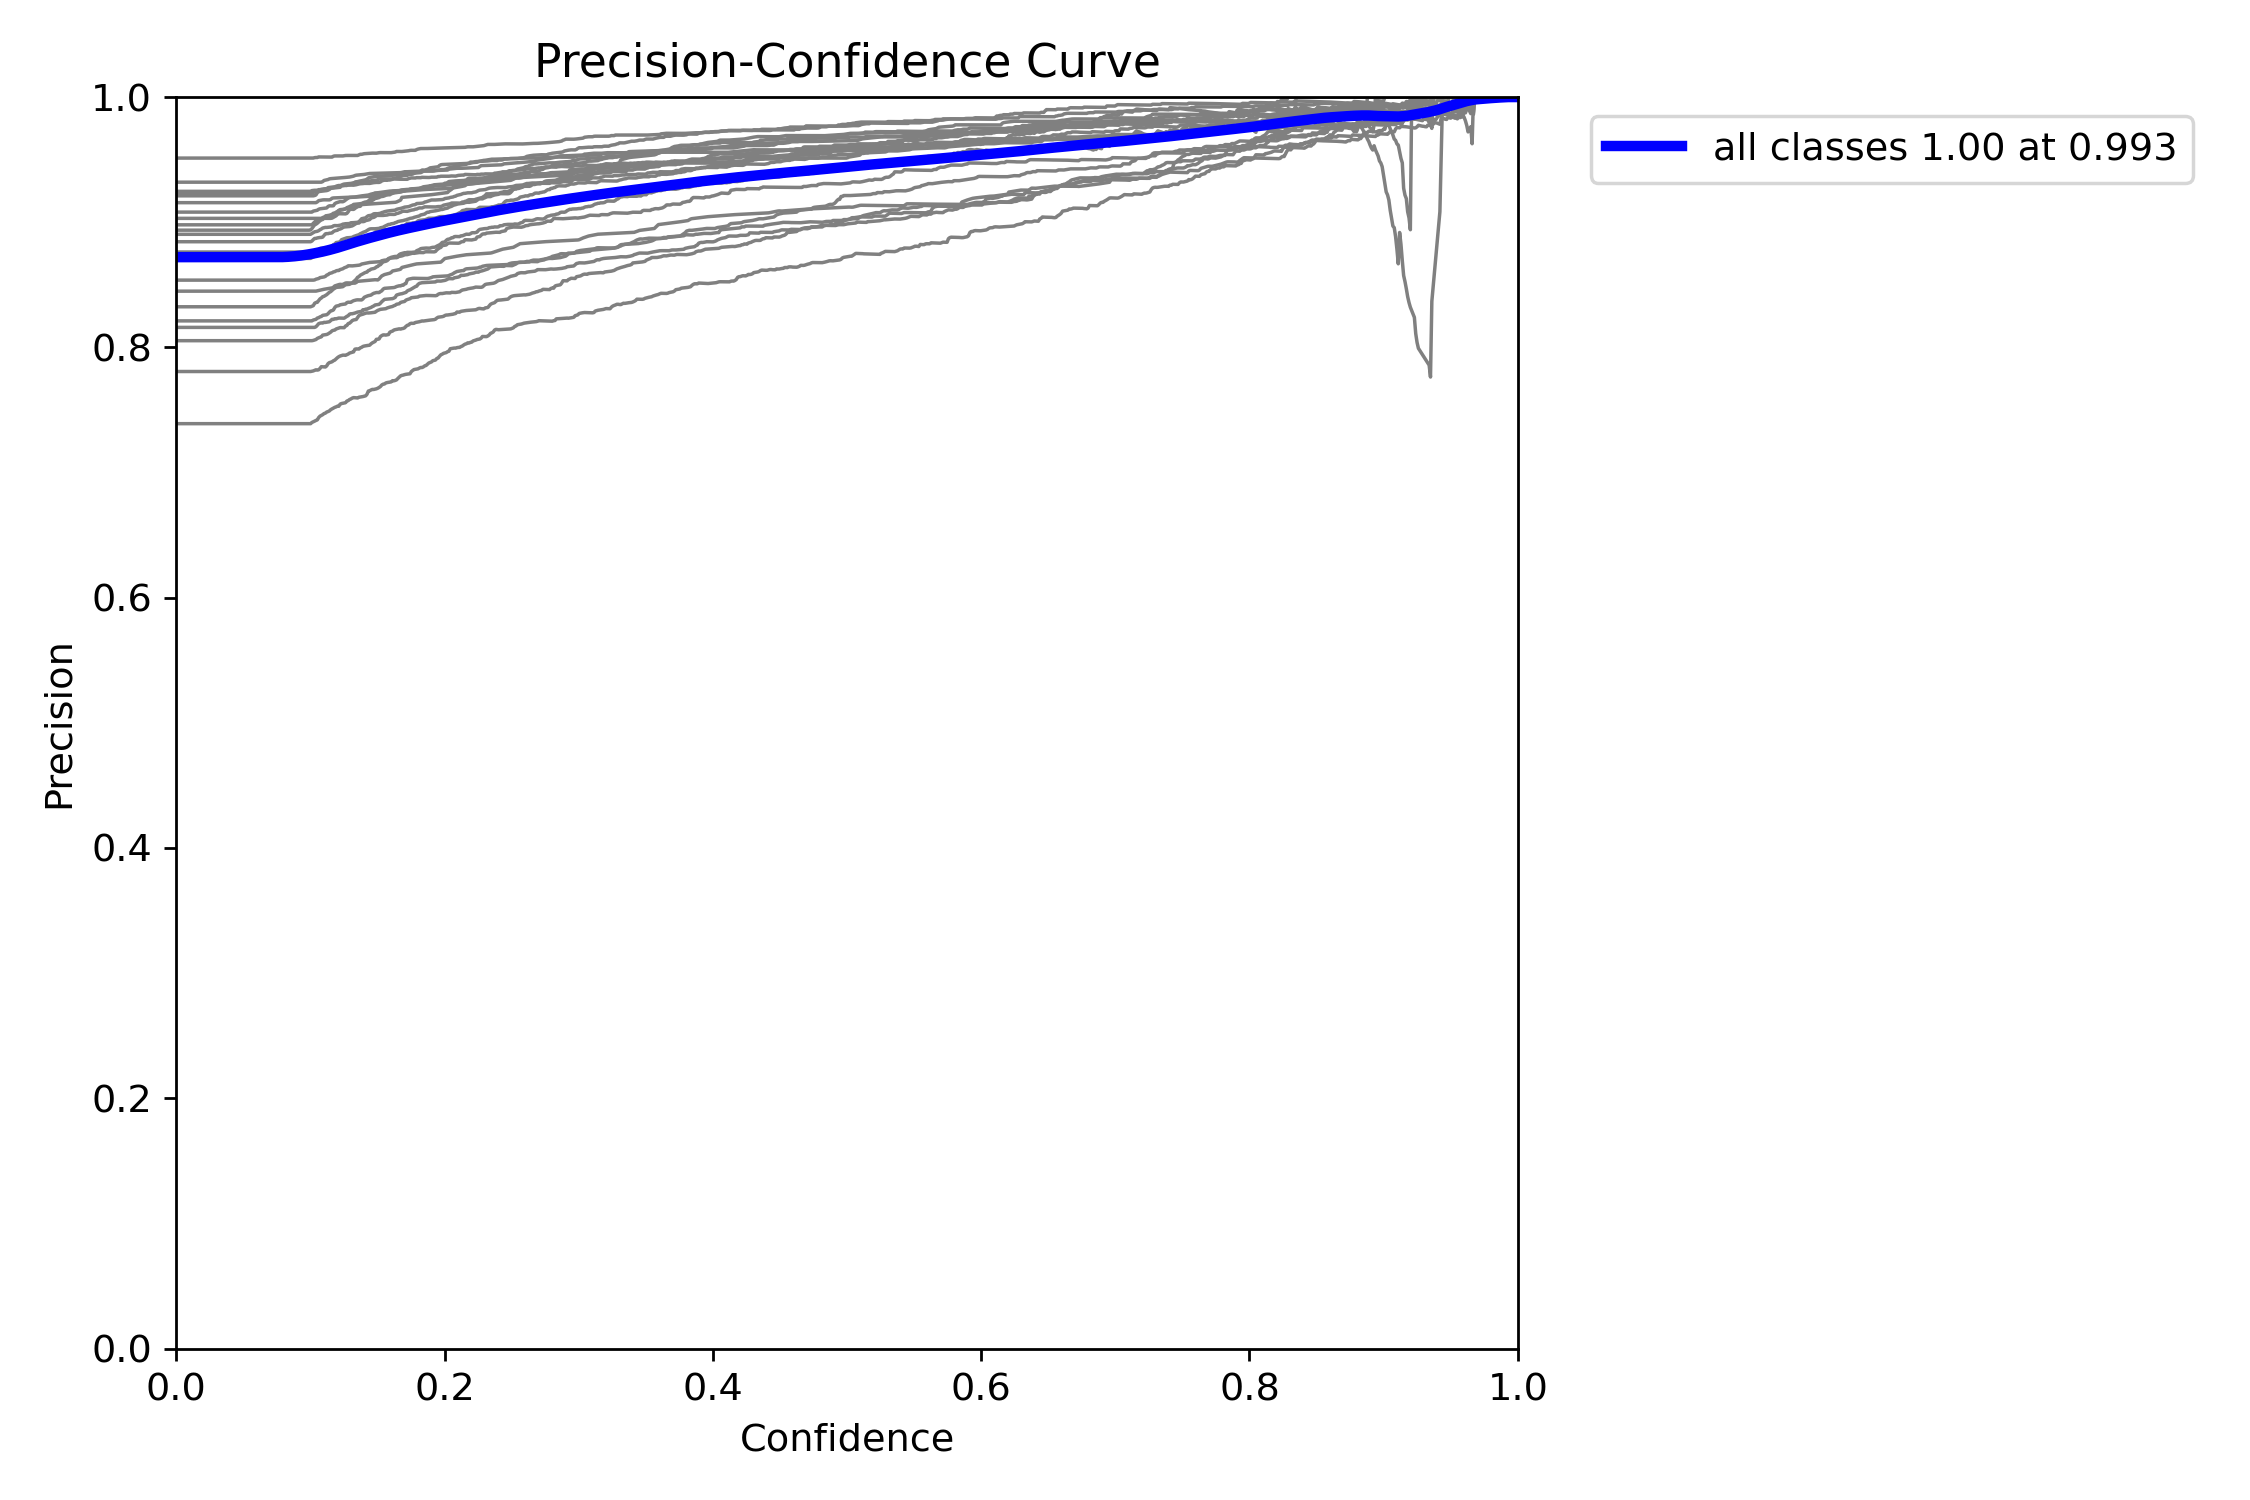 Precision-Confidence Curve
all classes 1.00 at 0.993
1.0
0.8
0.6
0.4
0.2
0.0
Precision
0.0 0.2 0.4 0.6 0.8 1.0
Confidence